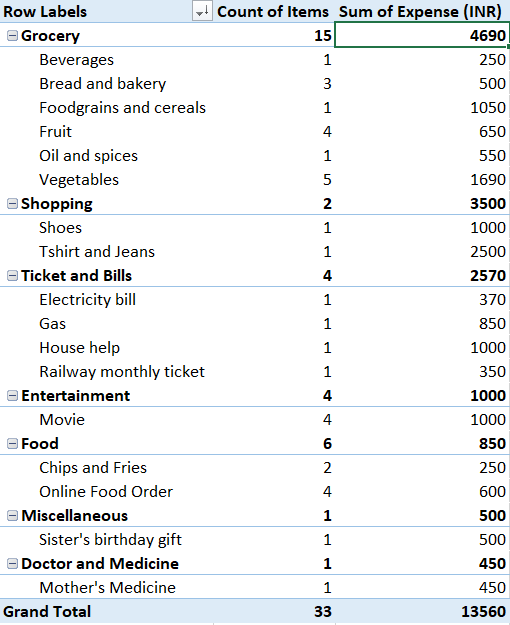 Row Labels Count of Items Sum of Expense (INR)
Grocery 15 4690
Beverages 1 250
Bread and bakery 3 500
Foodgrains and cereals 1 1050
Fruit 4 650
Oil and spices 1 550
Vegetables 5 1690
Shopping 2 3500
Shoes 1 1000
Tshirt and Jeans 1 2500
Ticket and Bills 4 2570
Electricity bill 1 370
Gas 1 850
House help 1 1000
Railway monthly ticket 1 350
Entertainment 4 1000
Movie 4 1000
Food 6 850
Chips and Fries 2 250
Online Food Order 4 600
Miscellaneous 1 500
Sister's birthday gift 1 500
Doctor and Medicine 1 450
Mother's Medicine 1 450
Grand Total 33 13560